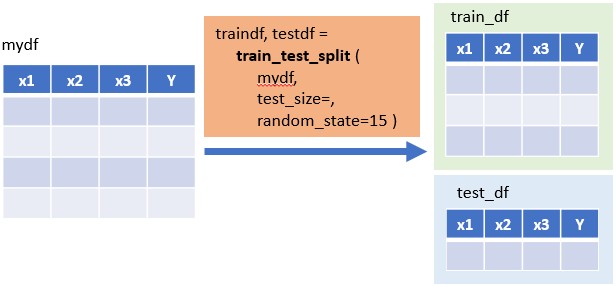 mydf
x1 x2 x3 Y
traindf, testdf =
train_test_split (
mydf,
test_size=,
random_state=15 )
train_df
x1 x2 x3 Y
test_df
x1 x2 x3 Y